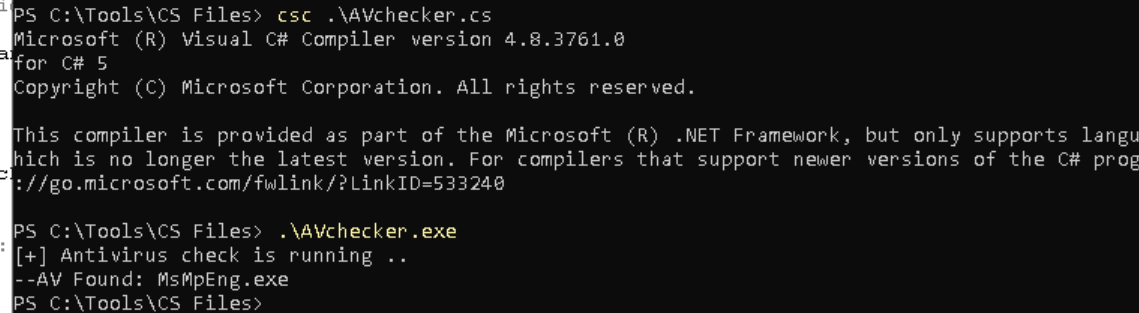 PS C:\Tools\CS Files> csc .\AVchecker.cs
Microsoft (R) Visual C# Compiler version 4.8.3761.0
for C# 5
Copyright (C) Microsoft Corporation. All rights reserved.
This compiler is provided as part of the Microsoft (R) .NET Framework, but only supports langu
hich is no longer the latest version. For compilers that support newer versions of the C# prog
://go.microsoft.com/fwlink/?LinkID=533240
PS C:\Tools\CS Files> .\AVchecker.exe
[+] Antivirus check is running ..
--AV Found: MsMpEng.exe
PS C:\Tools\CS Files>